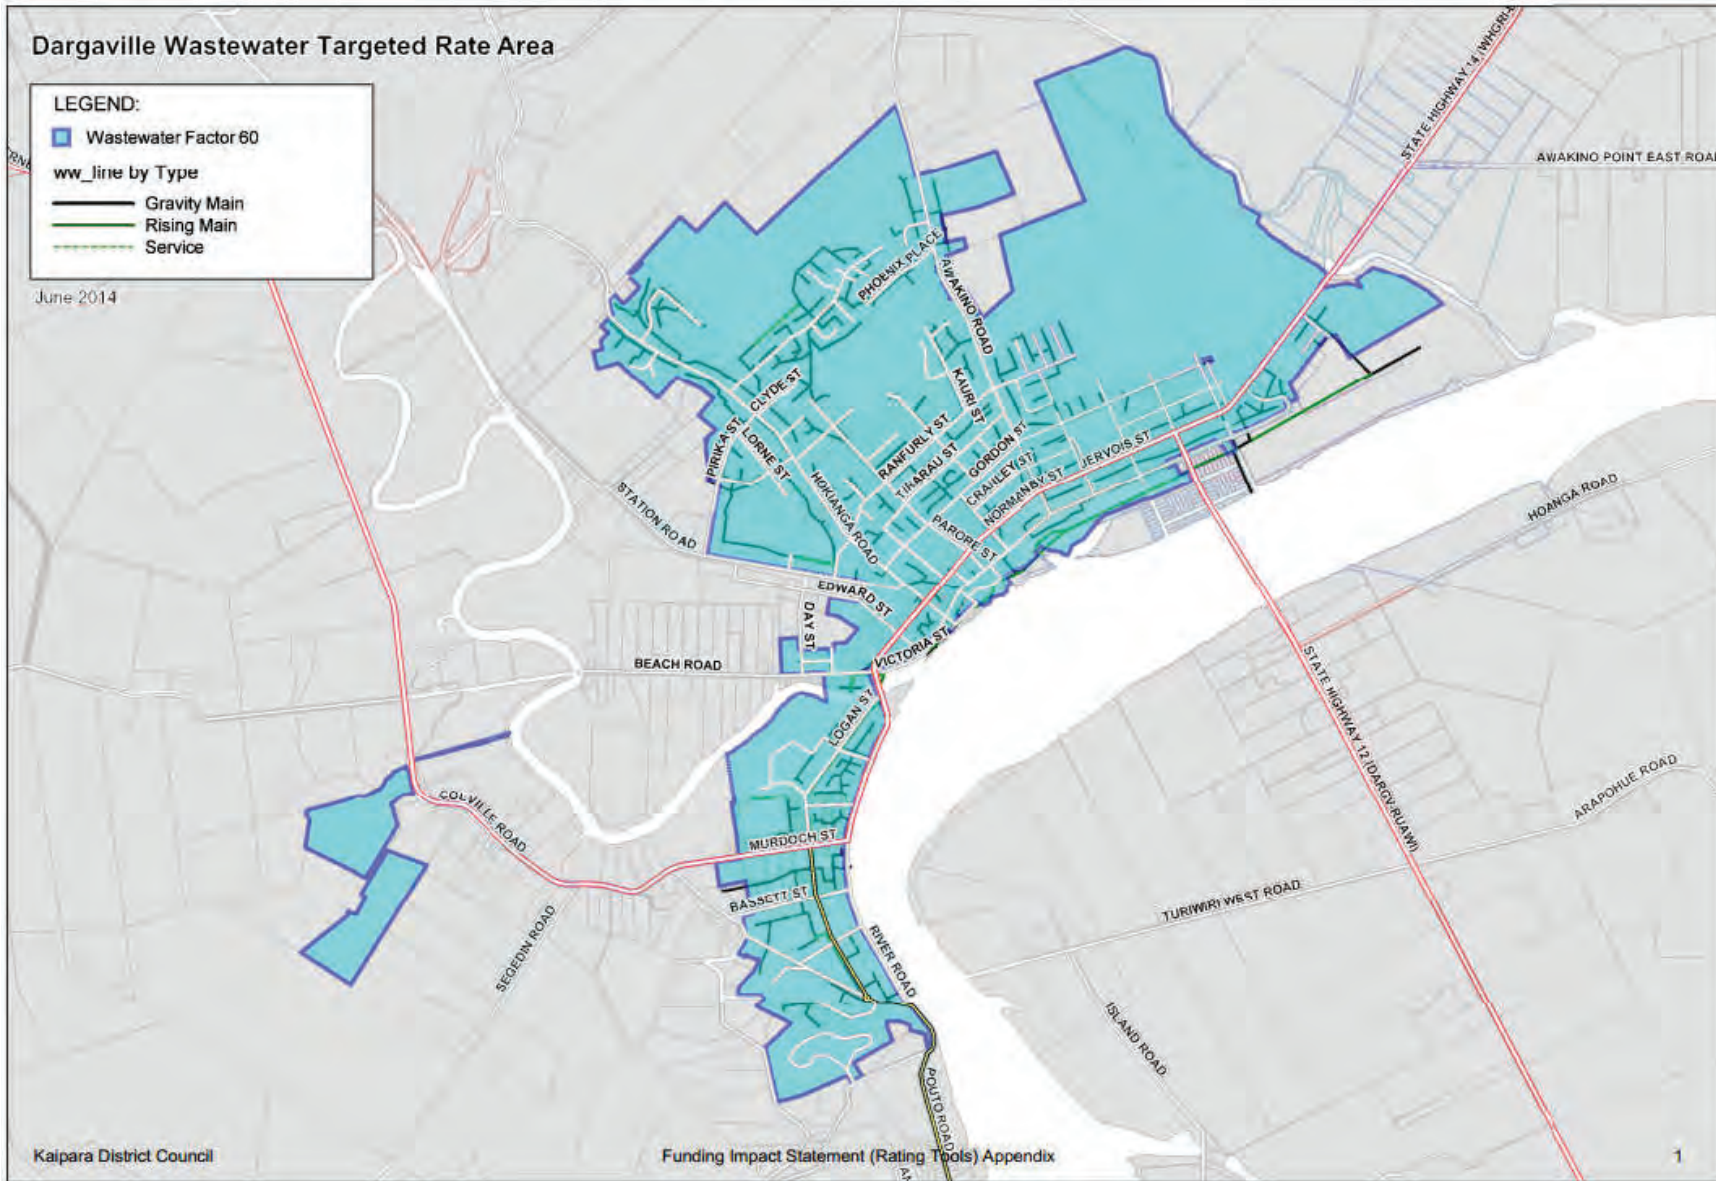 Dargaville Wastewater Targeted Rate Area
LEGEND:
Wastewater Factor 60
ww_line by Type
Gravity Main
Rising Main
Service
June 2014
STATE HIGHWAY 14
AWAKINO POINT EAST ROAD
PHOENIX PLACE
AWAKINO ROAD
KAURI ST
CLYDE ST
PIRIKA ST
LORNE ST
HOKIANGA ROAD
RANFURLY ST
TIRARAU ST
GORDON ST
NORMANBY ST
JERVOIS ST
PARORE ST
STATION ROAD
EDWARD ST
DAY ST
VICTORIA ST
BEACH ROAD
LOGAN ST
HOANGA ROAD
STATE HIGHWAY 12 (DARGV-RUAWI)
ARAPOHUE ROAD
COLVILLE ROAD
MURDOCH ST
BASSETT ST
SEGEDIN ROAD
RIVER ROAD
TURIWIRI WEST ROAD
ISLAND ROAD
POUTO ROAD
Kaipara District Council
Funding Impact Statement (Rating Tools) Appendix
1